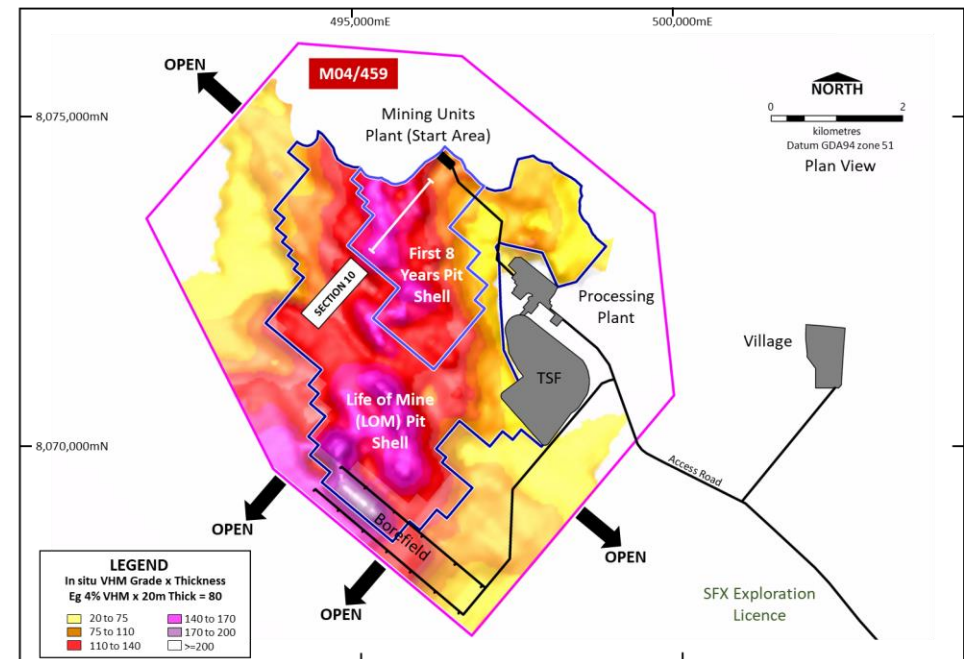 495,000mE
500,000mE
OPEN
M04/459
NORTH
0
2
kilometres
Datum GDA94 zone 51
Plan View
8,075,000mN
Mining Units
Plant (Start Area)
First 8
Years Pit
Shell
SECTION 10
Processing
Plant
Village
TSF
Life of Mine
(LOM) Pit
Shell
8,070,000mN
Access Road
Borefield
OPEN
OPEN
OPEN
SFX Exploration
Licence
LEGEND
In situ VHM Grade x Thickness
Eg 4% VHM x 20m Thick = 80
20 to 75
140 to 170
75 to 110
170 to 200
110 to 140
>=200